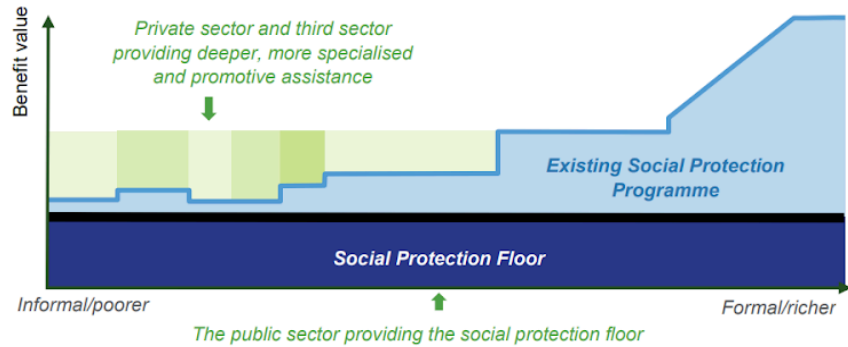 Benefit value
Private sector and third sector
providing deeper, more specialised
and promotive assistance
Existing Social Protection
Programme
Social Protection Floor
Informal/poorer
Formal/richer
The public sector providing the social protection floor